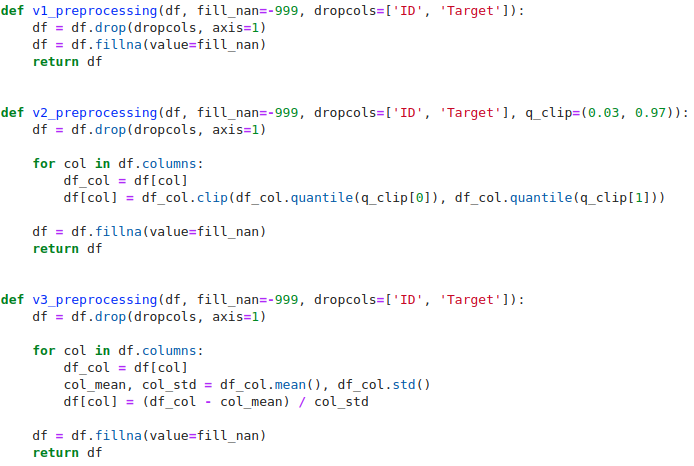 def v1_preprocessing(df, fill_nan=-999, dropcols=['ID', 'Target']):
    df = df.drop(dropcols, axis=1)
    df = df.fillna(value=fill_nan)
    return df
def v2_preprocessing(df, fill_nan=-999, dropcols=['ID', 'Target'], q_clip=(0.03, 0.97)):
    df = df.drop(dropcols, axis=1)
    for col in df.columns:
        df_col = df[col]
        df[col] = df_col.clip(df_col.quantile(q_clip[0]), df_col.quantile(q_clip[1]))
    df = df.fillna(value=fill_nan)
    return df
def v3_preprocessing(df, fill_nan=-999, dropcols=['ID', 'Target']):
    df = df.drop(dropcols, axis=1)
    for col in df.columns:
        df_col = df[col]
        col_mean, col_std = df_col.mean(), df_col.std()
        df[col] = (df_col - col_mean) / col_std
    df = df.fillna(value=fill_nan)
    return df